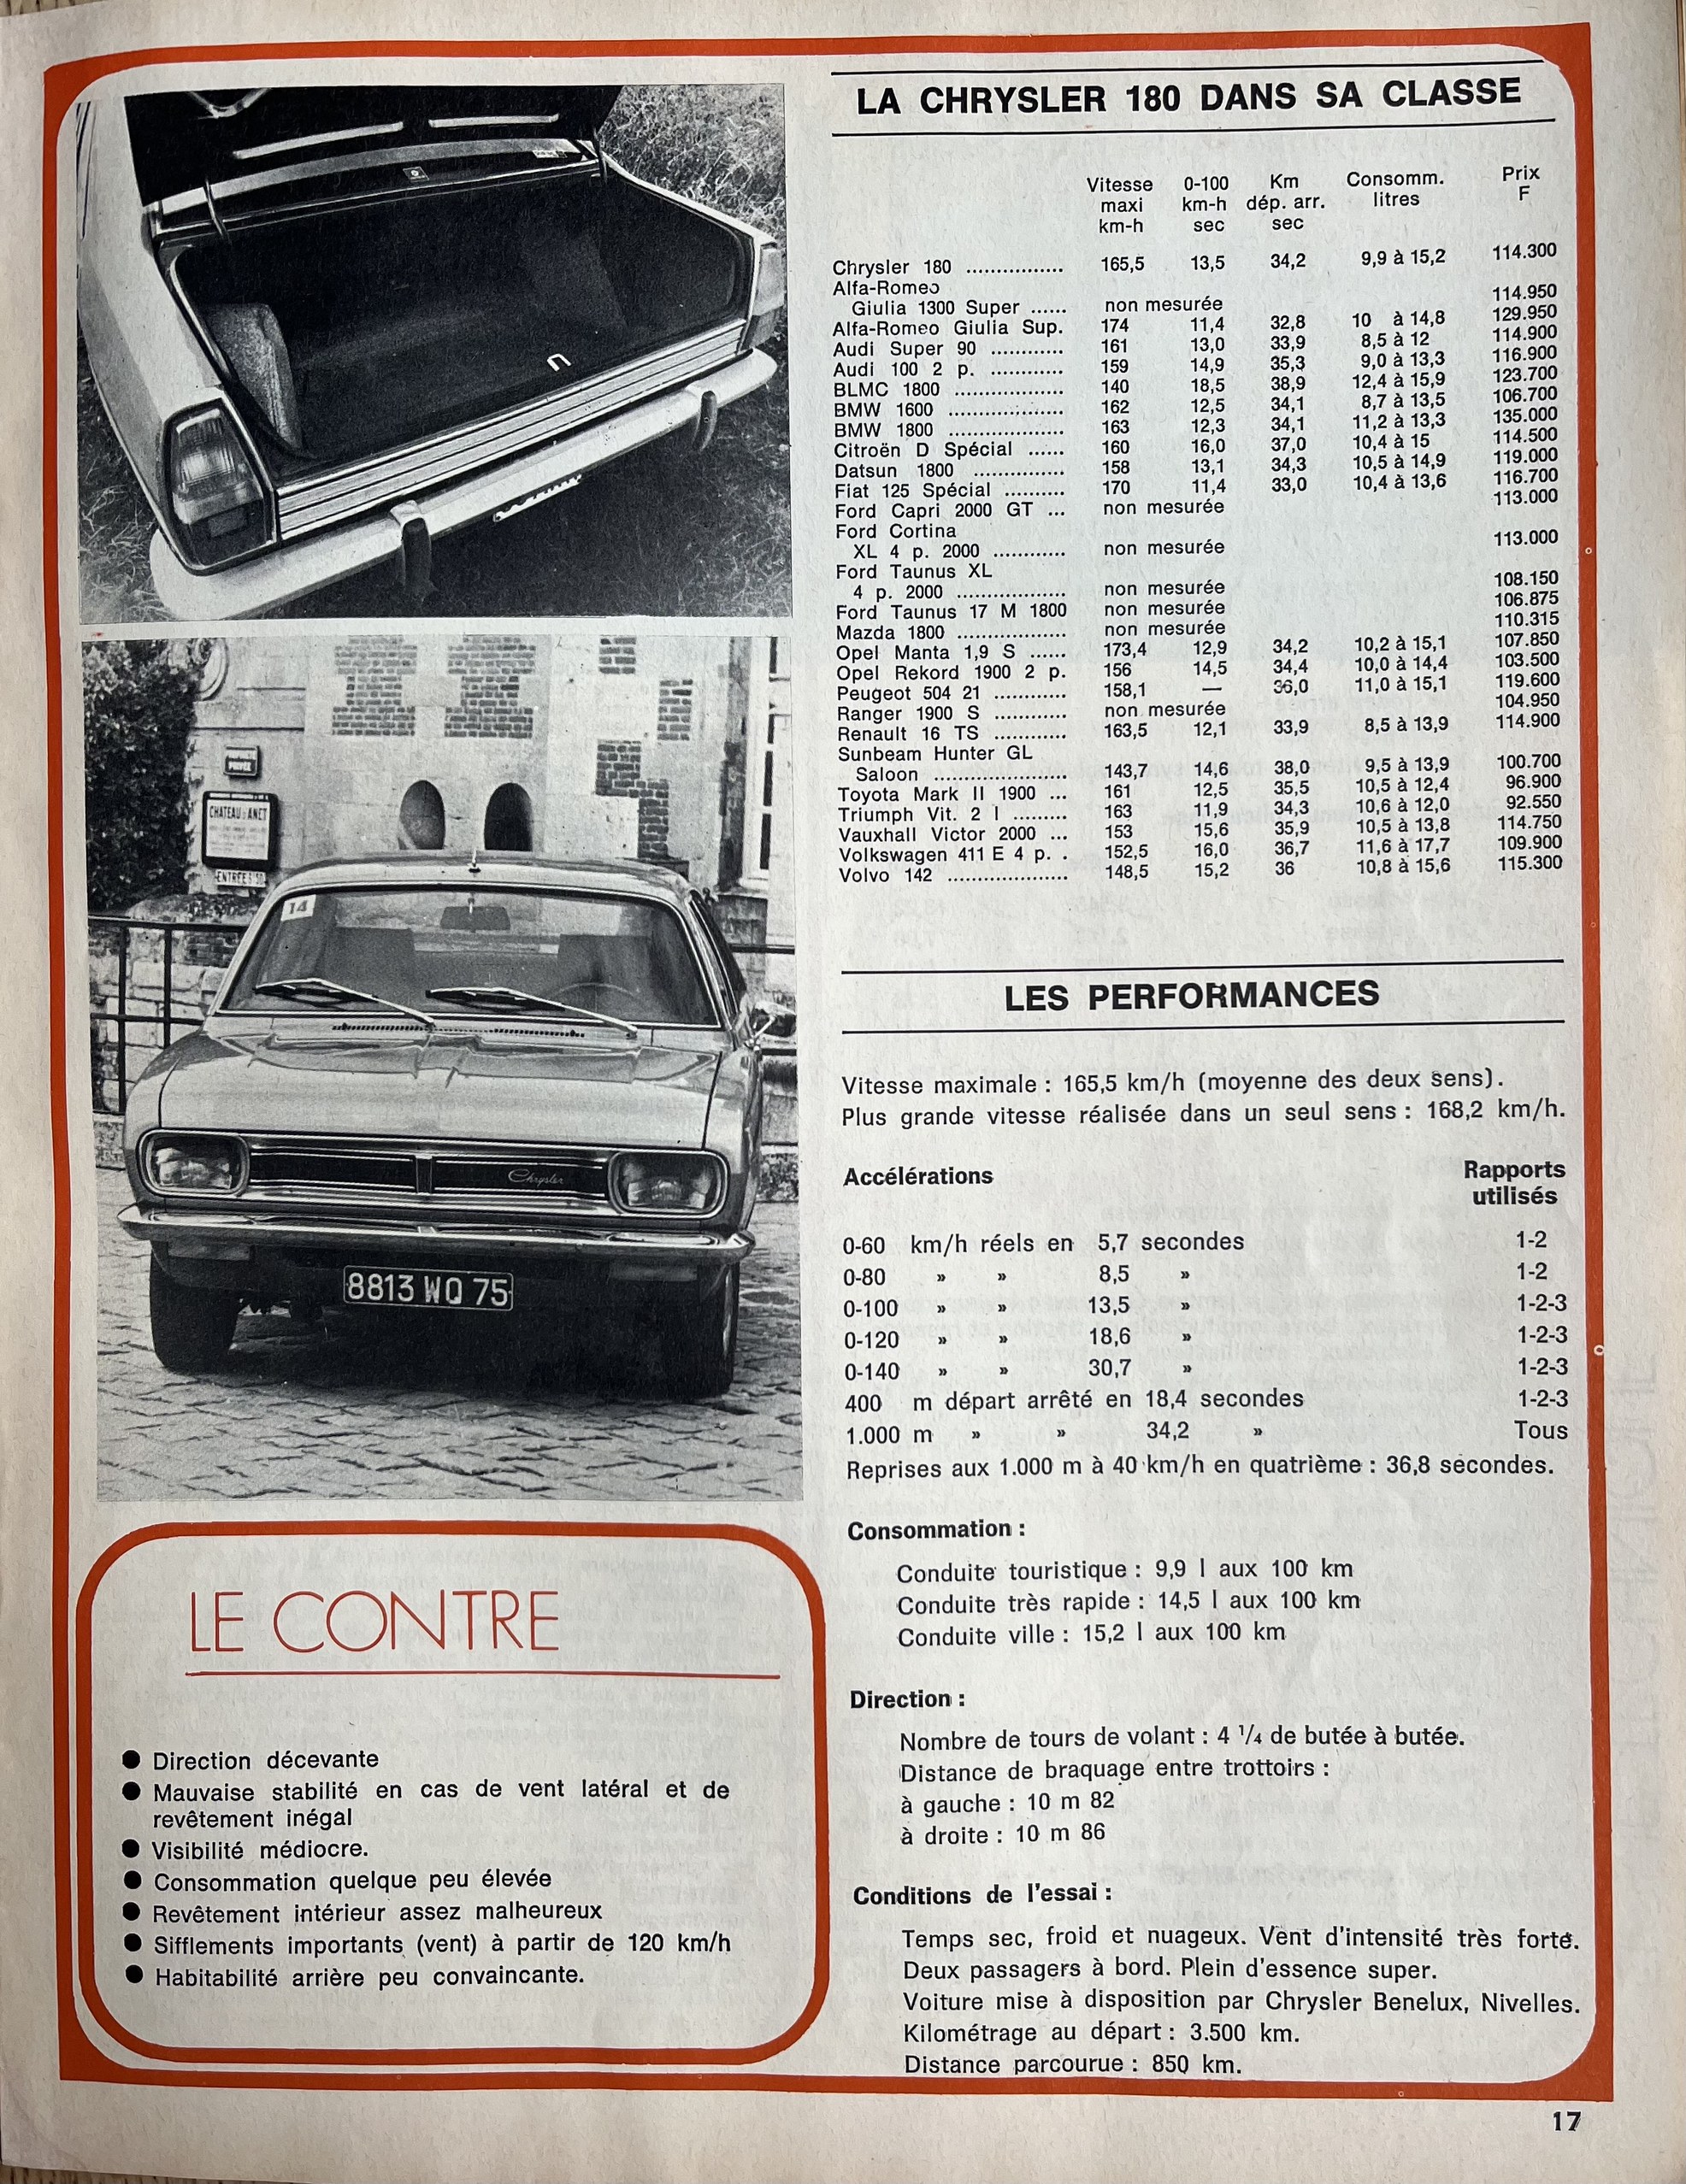 CHATEAU D'ANET
ENTRÉE
14
Chrysler
8813 WQ 75
LE CONTRE
● Direction décevante
● Mauvaise stabilité en cas de vent latéral et de
revêtement inégal
● Visibilité médiocre.
● Consommation quelque peu élevée
● Revêtement intérieur assez malheureux
● Sifflements importants (vent) à partir de 120 km/h
● Habitabilité arrière peu convaincante.
LA CHRYSLER 180 DANS SA CLASSE
Vitesse maxi km-h 0-100 km-h sec Km dép. arr. sec Consomm. litres Prix F
Chrysler 180 ................ 165,5 13,5 34,2 9,9 à 15,2 114.300
Alfa-Romeo
Giulia 1300 Super ...... non mesurée 114.950
Alfa-Romeo Giulia Sup. 174 11,4 32,8 10 à 14,8 129.950
Audi Super 90 ............ 161 13,0 33,9 8,5 à 12 114.900
Audi 100 2 p. ............ 159 14,9 35,3 9,0 à 13,3 116.900
BLMC 1800 .................. 140 18,5 38,9 12,4 à 15,9 123.700
BMW 1600 ................... 162 12,5 34,1 8,7 à 13,5 106.700
BMW 1800 ................... 163 12,3 34,1 11,2 à 13,3 135.000
Citroën D Spécial ...... 160 16,0 37,0 10,4 à 15 114.500
Datsun 1800 ............... 158 13,1 34,3 10,5 à 14,9 119.000
Fiat 125 Spécial .......... 170 11,4 33,0 10,4 à 13,6 116.700
Ford Capri 2000 GT ... non mesurée 113.000
Ford Cortina
XL 4 p. 2000 ............ non mesurée 113.000
Ford Taunus XL
4 p. 2000 .................. non mesurée 108.150
Ford Taunus 17 M 1800 non mesurée 106.875
Mazda 1800 .................. non mesurée 110.315
Opel Manta 1,9 S ...... 173,4 12,9 34,2 10,2 à 15,1 107.850
Opel Rekord 1900 2 p. 156 14,5 34,4 10,0 à 14,4 103.500
Peugeot 504 21 ............ 158,1 — 36,0 11,0 à 15,1 119.600
Ranger 1900 S ............ non mesurée 104.950
Renault 16 TS ............ 163,5 12,1 33,9 8,5 à 13,9 114.900
Sunbeam Hunter GL
Saloon ...................... 143,7 14,6 38,0 9,5 à 13,9 100.700
Toyota Mark II 1900 ... 161 12,5 35,5 10,5 à 12,4 96.900
Triumph Vit. 2 l ......... 163 11,9 34,3 10,6 à 12,0 92.550
Vauxhall Victor 2000 ... 153 15,6 35,9 10,5 à 13,8 114.750
Volkswagen 411 E 4 p. . 152,5 16,0 36,7 11,6 à 17,7 109.900
Volvo 142 .................... 148,5 15,2 36 10,8 à 15,6 115.300
LES PERFORMANCES
Vitesse maximale : 165,5 km/h (moyenne des deux sens).
Plus grande vitesse réalisée dans un seul sens : 168,2 km/h.
Accélérations Rapports utilisés
0-60 km/h réels en 5,7 secondes 1-2
0-80 » » 8,5 » 1-2
0-100 » » 13,5 » 1-2-3
0-120 » » 18,6 » 1-2-3
0-140 » » 30,7 » 1-2-3
400 m départ arrêté en 18,4 secondes 1-2-3
1.000 m » » 34,2 » Tous
Reprises aux 1.000 m à 40 km/h en quatrième : 36,8 secondes.
Consommation :
Conduite touristique : 9,9 l aux 100 km
Conduite très rapide : 14,5 l aux 100 km
Conduite ville : 15,2 l aux 100 km
Direction :
Nombre de tours de volant : 4 1/4 de butée à butée.
Distance de braquage entre trottoirs :
à gauche : 10 m 82
à droite : 10 m 86
Conditions de l'essai :
Temps sec, froid et nuageux. Vent d'intensité très forte.
Deux passagers à bord. Plein d'essence super.
Voiture mise à disposition par Chrysler Benelux, Nivelles.
Kilométrage au départ : 3.500 km.
Distance parcourue : 850 km.
17